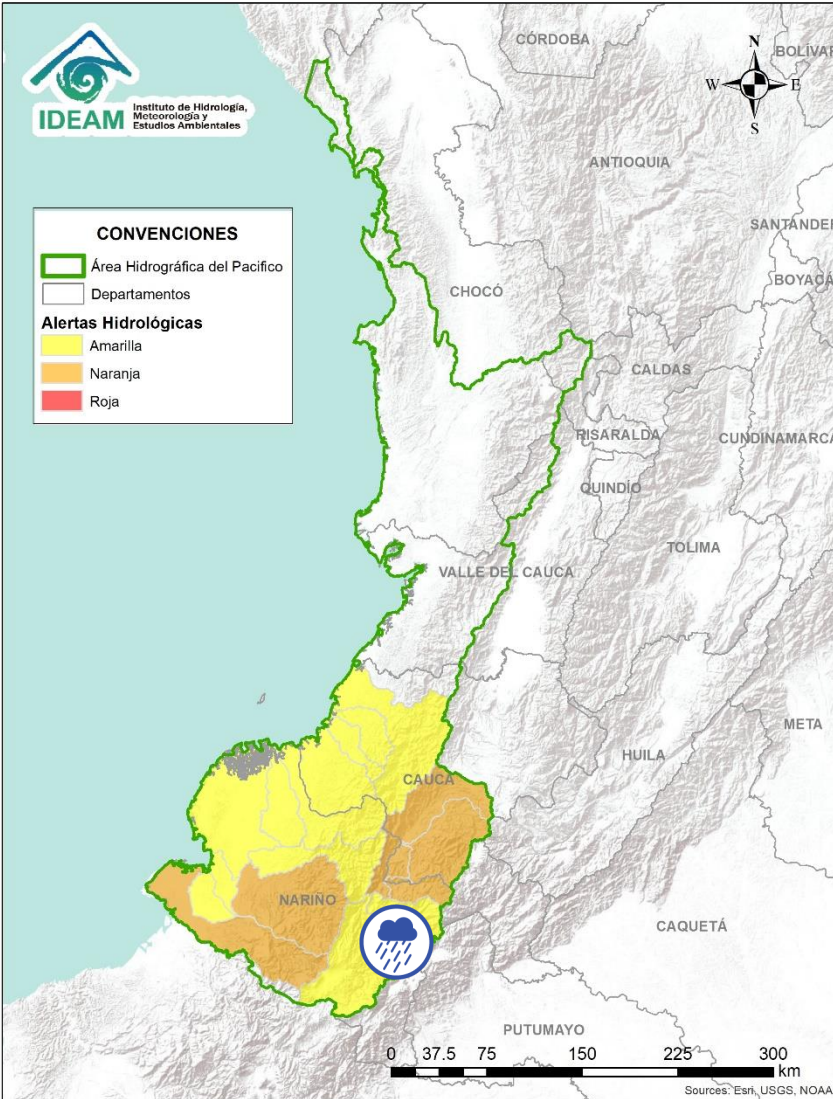 IDEAM
Instituto de Hidrología,
Meteorología y
Estudios Ambientales
CÓRDOBA
BOLÍVAR
N
W
E
S
ANTIOQUIA
SANTANDER
BOYACÁ
CHOCÓ
CALDAS
RISARALDA
CUNDINAMARCA
QUINDÍO
TOLIMA
VALLE DEL CAUCA
META
HUILA
CAUCA
NARIÑO
CAQUETÁ
PUTUMAYO
CONVENCIONES
Área Hidrográfica del Pacifico
Departamentos
Alertas Hidrológicas
Amarilla
Naranja
Roja
0 37.5 75 150 225 300
km
Sources: Esri, USGS, NOAA